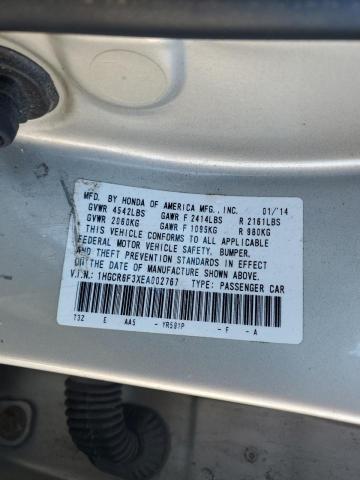 MFD. BY HONDA OF AMERICA MFG., INC. 01/'14
GVWR 4542LBS GAWR F 2414LBS R 2161LBS
GVWR 2060KG GAWR F 1095KG R 980KG
THIS VEHICLE CONFORMS TO ALL APPLICABLE
FEDERAL MOTOR VEHICLE SAFETY, BUMPER,
AND THEFT PREVENTION STANDARDS IN EFFECT
ON THE DATE OF MANUFACTURE SHOWN ABOVE.
V.I.N.: 1HGCR6F3XEA002767 TYPE: PASSENGER CAR
T32 E AA5 - YR591P - F - A